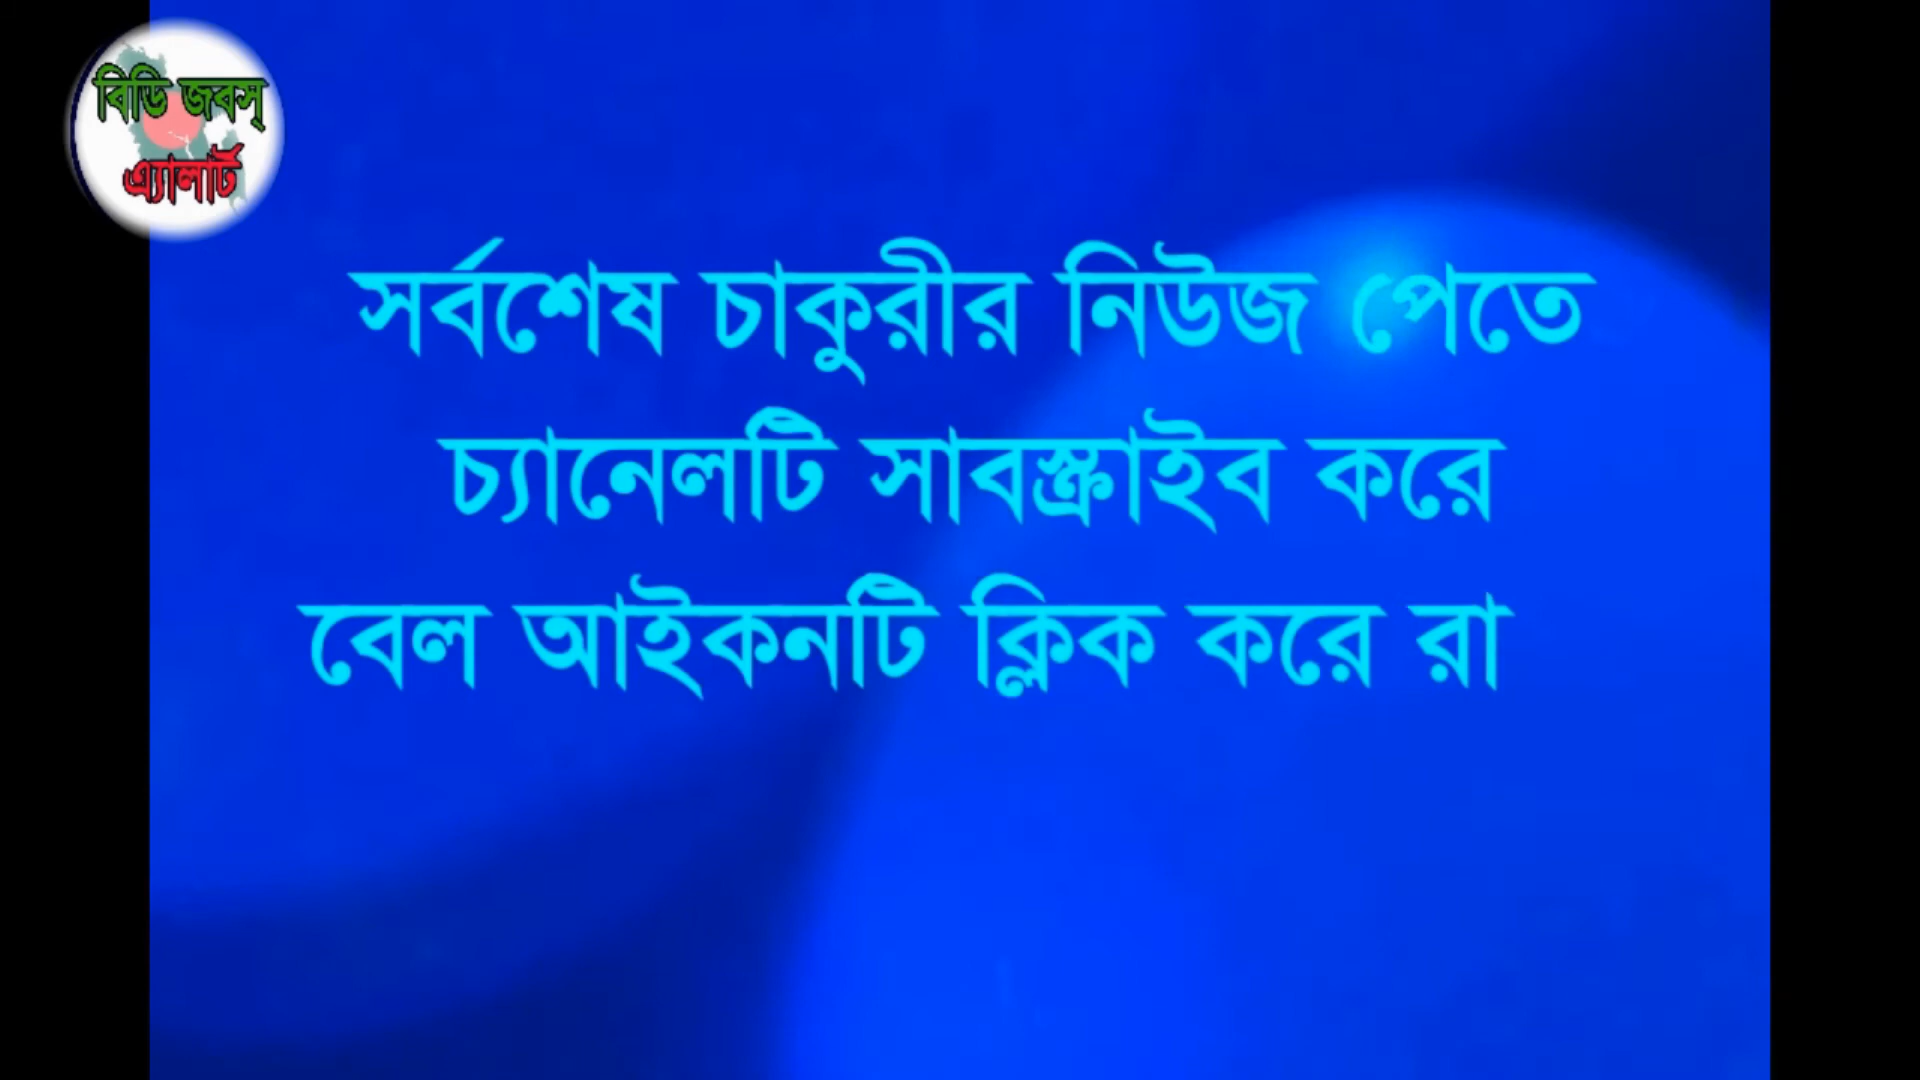 বিডি জবস্
এ্যালার্ট
সর্বশেষ চাকুরীর নিউজ পেতে
চ্যানেলটি সাবস্ক্রাইব করে
বেল আইকনটি ক্লিক করে রা